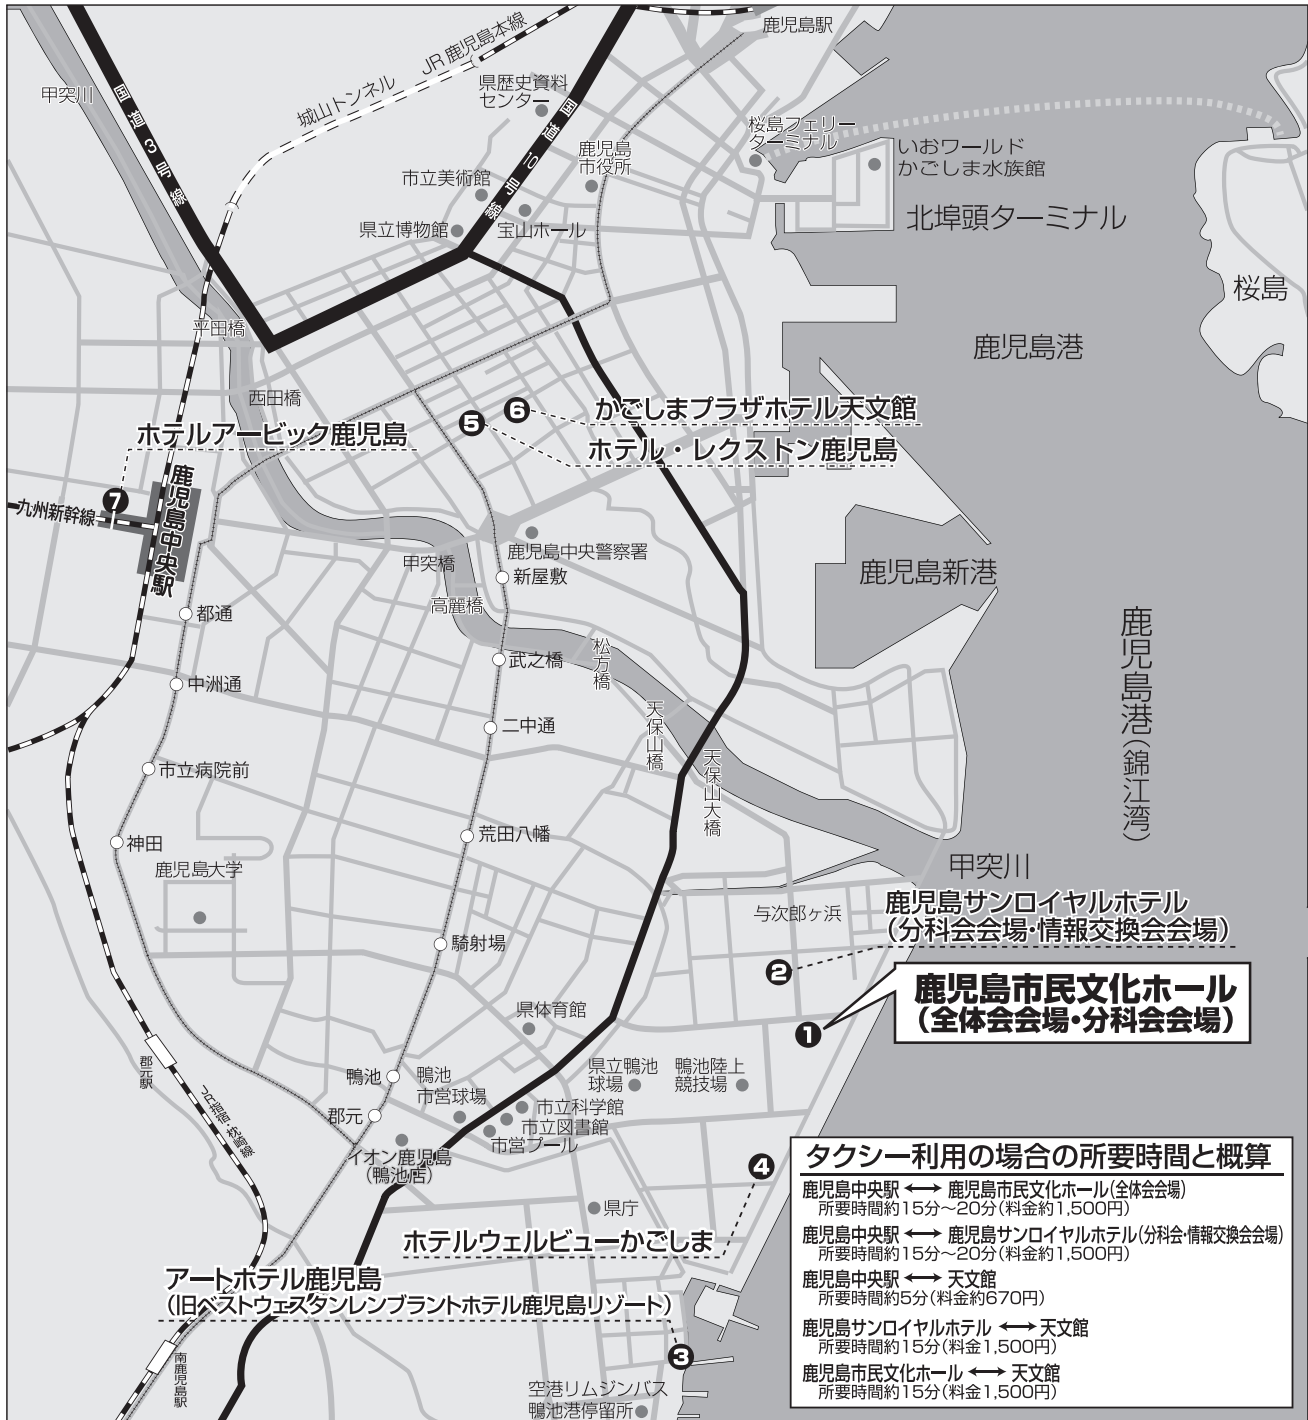 鹿児島駅
JR鹿児島本線
城山トンネル
甲突川
国道3号線
国道10号線
県歴史資料
センター
桜島フェリー
ターミナル
鹿児島
市役所
いおワールド
かごしま水族館
市立美術館
北埠頭ターミナル
県立博物館
宝山ホール
桜島
平田橋
鹿児島港
西田橋
❺
❻
かごしまプラザホテル天文館
ホテルアービック鹿児島
ホテル・レクストン鹿児島
❼
九州新幹線
鹿児島中央駅
鹿児島中央警察署
甲突橋
新屋敷
鹿児島新港
高麗橋
都通
鹿児島港(錦江湾)
武之橋
松方橋
中洲通
天保山橋
二中通
天保山大橋
市立病院前
荒田八幡
神田
鹿児島大学
甲突川
鹿児島サンロイヤルホテル
(分科会会場・情報交換会会場)
与次郎ヶ浜
騎射場
❷
鹿児島市民文化ホール
(全体会会場・分科会会場)
県体育館
❶
郡元駅
JR指宿・枕崎線
鴨池
鴨池
市営球場
県立鴨池
球場
鴨池陸上
競技場
郡元
市立科学館
市立図書館
市営プール
イオン鹿児島
(鴨池店)
❹
県庁
ホテルウェルビューかごしま
アートホテル鹿児島
(旧ベストウェスタンレンブラントホテル鹿児島リゾート)
❸
南鹿児島駅
空港リムジンバス
鴨池港停留所
タクシー利用の場合の所要時間と概算
鹿児島中央駅 ⟷ 鹿児島市民文化ホール(全体会会場)
所要時間約15分〜20分(料金約1,500円)
鹿児島中央駅 ⟷ 鹿児島サンロイヤルホテル(分科会・情報交換会会場)
所要時間約15分〜20分(料金約1,500円)
鹿児島中央駅 ⟷ 天文館
所要時間約5分(料金約670円)
鹿児島サンロイヤルホテル ⟷ 天文館
所要時間約15分(料金1,500円)
鹿児島市民文化ホール ⟷ 天文館
所要時間約15分(料金1,500円)